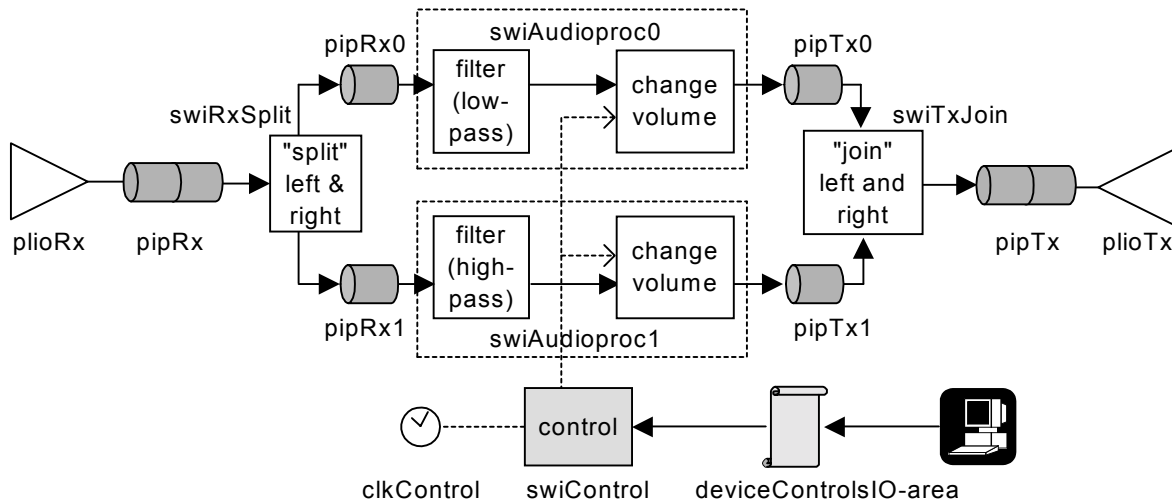 swiAudioproc0
pipRx0
pipTx0
filter
(low-
pass)
change
volume
swiRxSplit
swiTxJoin
"split"
left &
right
"join"
left and
right
plioRx
pipRx
pipTx
plioTx
filter
(high-
pass)
change
volume
pipRx1
pipTx1
swiAudioproc1
control
clkControl
swiControl
deviceControlsIO-area